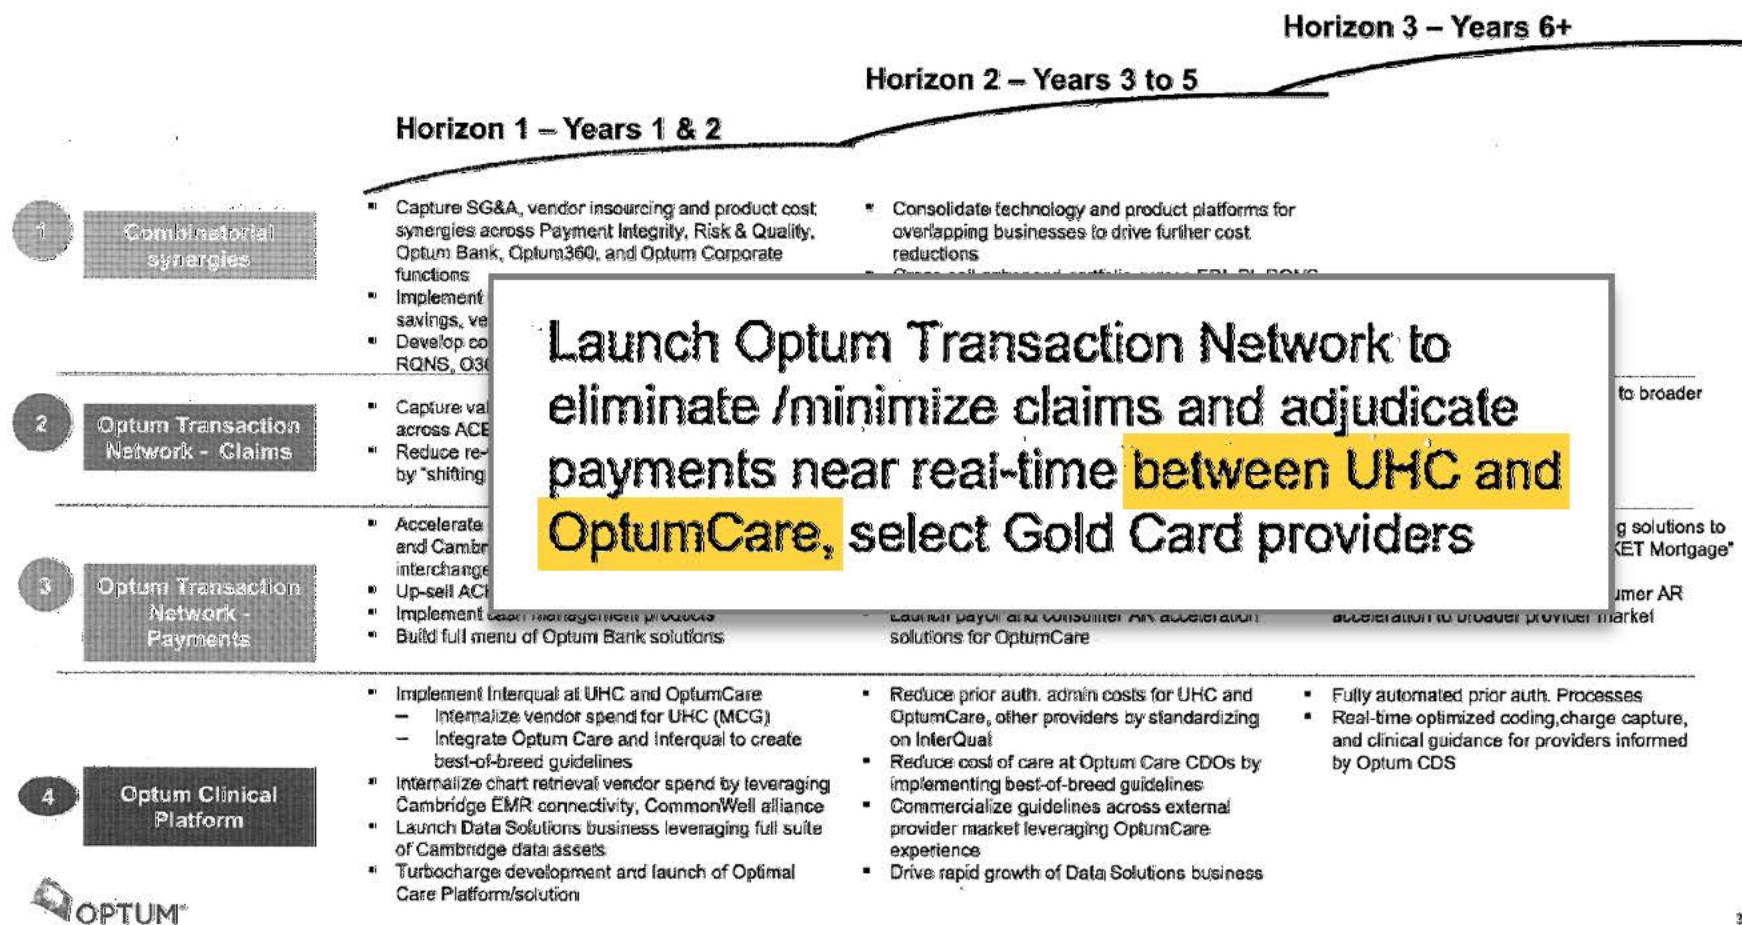 Horizon 3 – Years 6+
Horizon 2 – Years 3 to 5
Horizon 1 – Years 1 & 2
1
Combinatorial
synergies
Capture SG&A, vendor insourcing and product cost
synergies across Payment Integrity, Risk & Quality,
Optum Bank, Optum360, and Optum Corporate
functions
Implement
savings, ve
Develop co
RQNS, O36
Consolidate technology and product platforms for
overlapping businesses to drive further cost
reductions
Launch Optum Transaction Network to
eliminate /minimize claims and adjudicate
payments near real-time between UHC and
OptumCare, select Gold Card providers
2
Optum Transaction
Network - Claims
Capture val
across ACE
Reduce re-
by "shifting
to broader
3
Optum Transaction
Network -
Payments
Accelerate
and Cambr
interchange
Up-sell ACH
Implement cash management products
Build full menu of Optum Bank solutions
Launch payor and consumer AR acceleration
solutions for OptumCare
g solutions to
KET Mortgage"
umer AR
acceleration to broader provider market
4
Optum Clinical
Platform
Implement Interqual at UHC and OptumCare
– Internalize vendor spend for UHC (MCG)
– Integrate Optum Care and Interqual to create
best-of-breed guidelines
Internalize chart retrieval vendor spend by leveraging
Cambridge EMR connectivity, CommonWell alliance
Launch Data Solutions business leveraging full suite
of Cambridge data assets
Turbocharge development and launch of Optimal
Care Platform/solution
Reduce prior auth. admin costs for UHC and
OptumCare, other providers by standardizing
on InterQual
Reduce cost of care at Optum Care CDOs by
implementing best-of-breed guidelines
Commercialize guidelines across external
provider market leveraging OptumCare
experience
Drive rapid growth of Data Solutions business
Fully automated prior auth. Processes
Real-time optimized coding,charge capture,
and clinical guidance for providers informed
by Optum CDS
OPTUM®
3